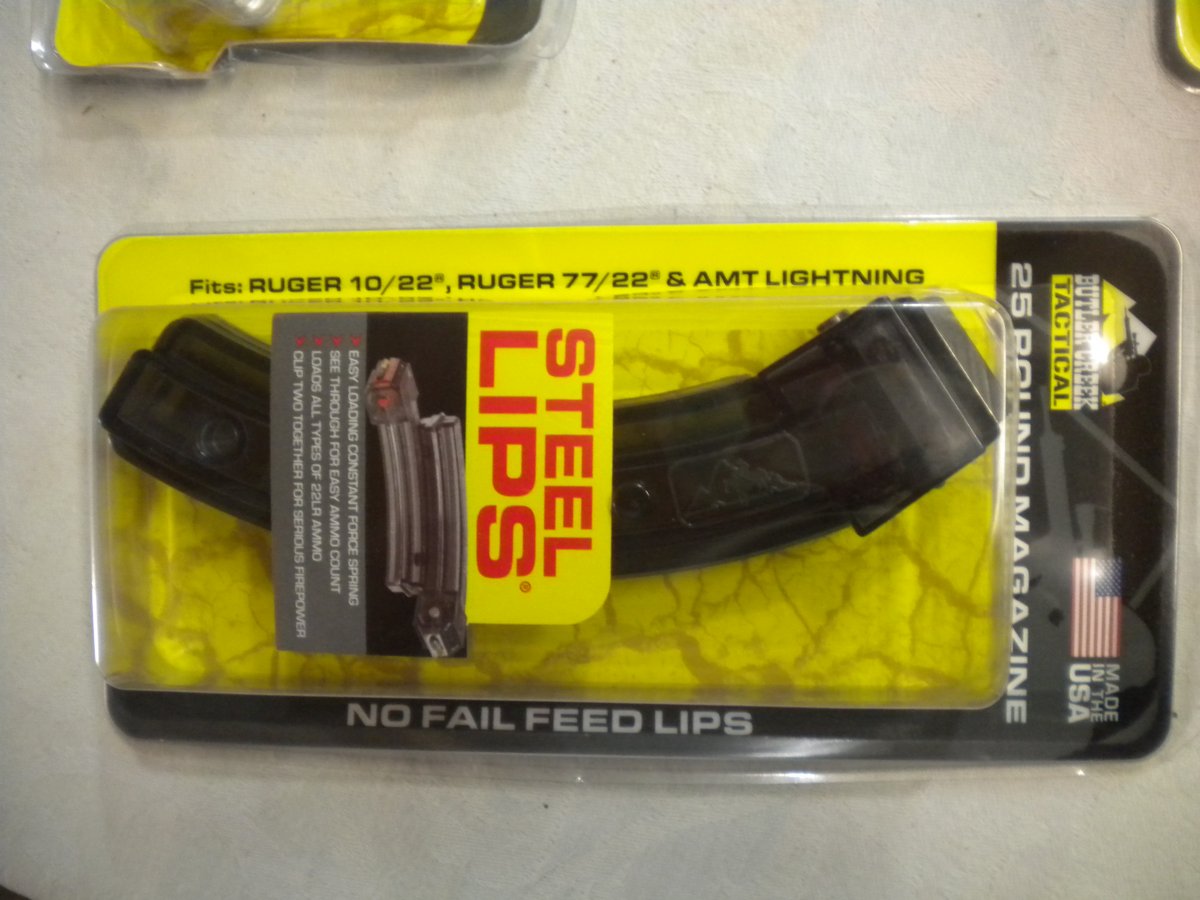 Fits: RUGER 10/22®, RUGER 77/22® & AMT LIGHTNING
BUTLER CREEK
TACTICAL
25 ROUND MAGAZINE
MADE
IN THE
USA
STEEL
LIPS®
> EASY LOADING CONSTANT FORCE SPRING
> SEE THROUGH FOR EASY AMMO COUNT
> LOADS ALL TYPES OF 22LR AMMO
> CLIP TWO TOGETHER FOR SERIOUS FIREPOWER
NO FAIL FEED LIPS